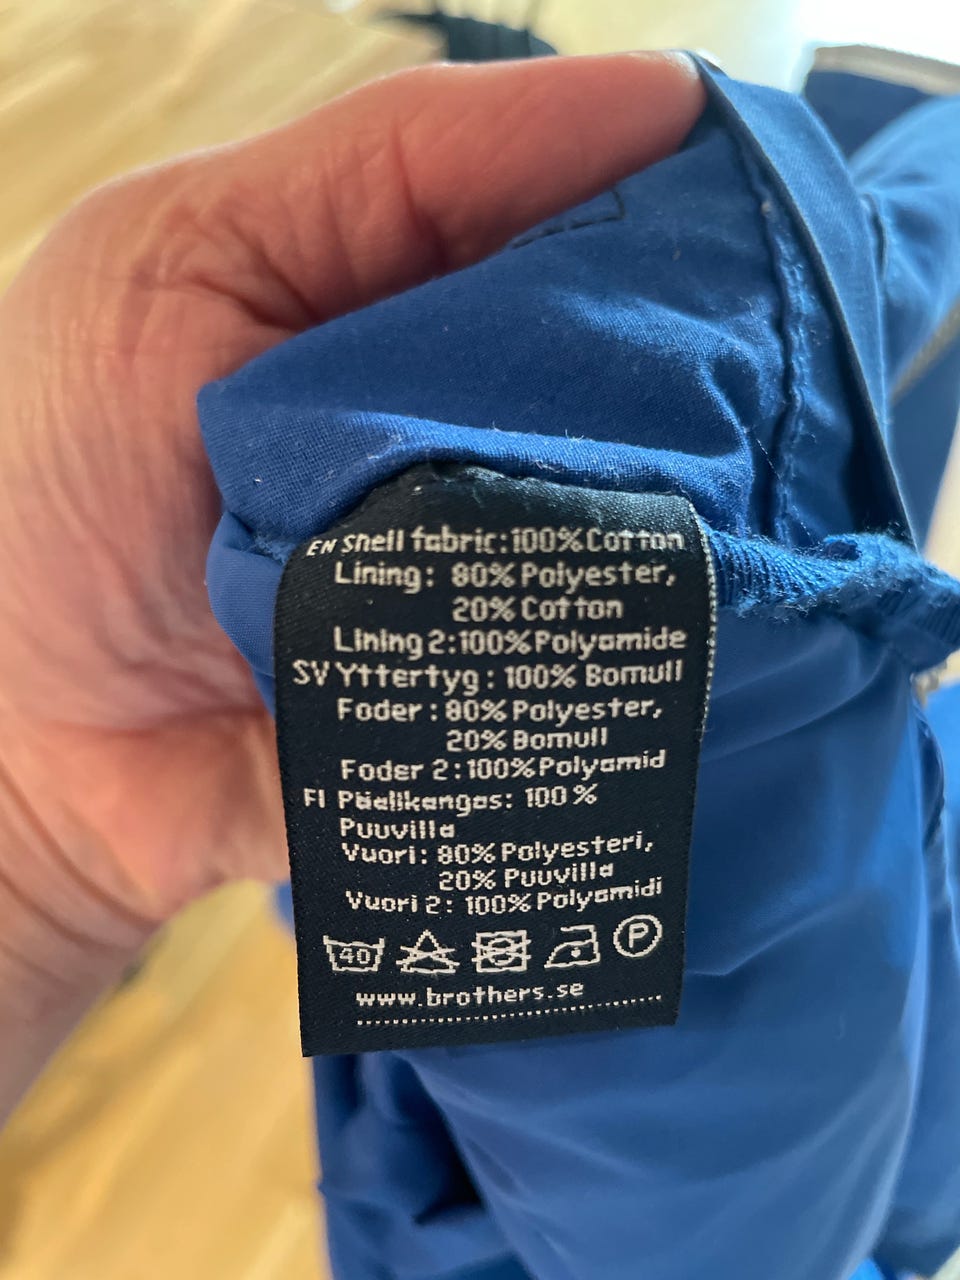 EN Shell fabric: 100% Cotton
Lining: 80% Polyester,
20% Cotton
Lining 2: 100% Polyamide
SV Yttertyg: 100% Bomull
Foder: 80% Polyester,
20% Bomull
Foder 2: 100% Polyamid
FI Päälikangas: 100%
Puuvilla
Vuori: 80% Polyesteri,
20% Puuvilla
Vuori 2: 100% Polyamidi
40 P
www.brothers.se